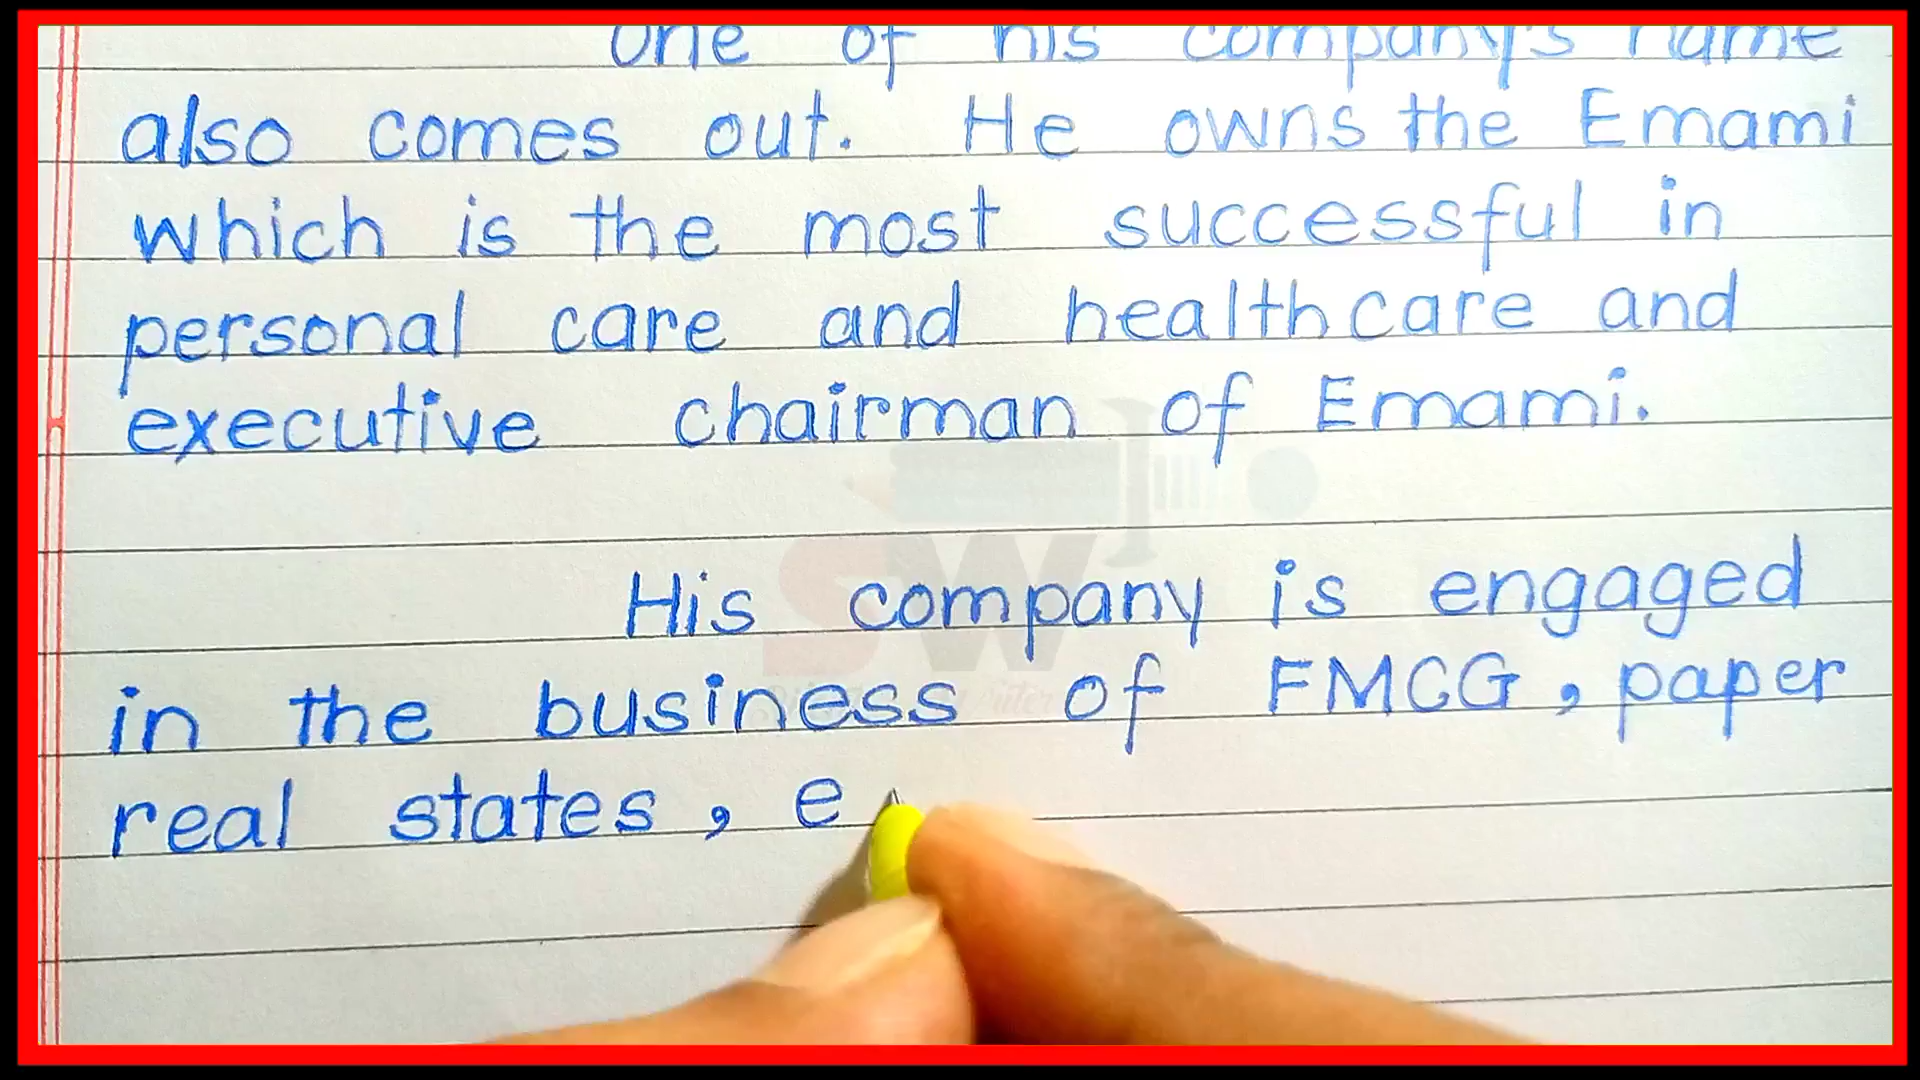 One of his company's name
also comes out. He owns the Emami
which is the most successful in
personal care and healthcare and
executive chairman of Emami.
His company is engaged
in the business of FMCG, paper
real states, e
SW